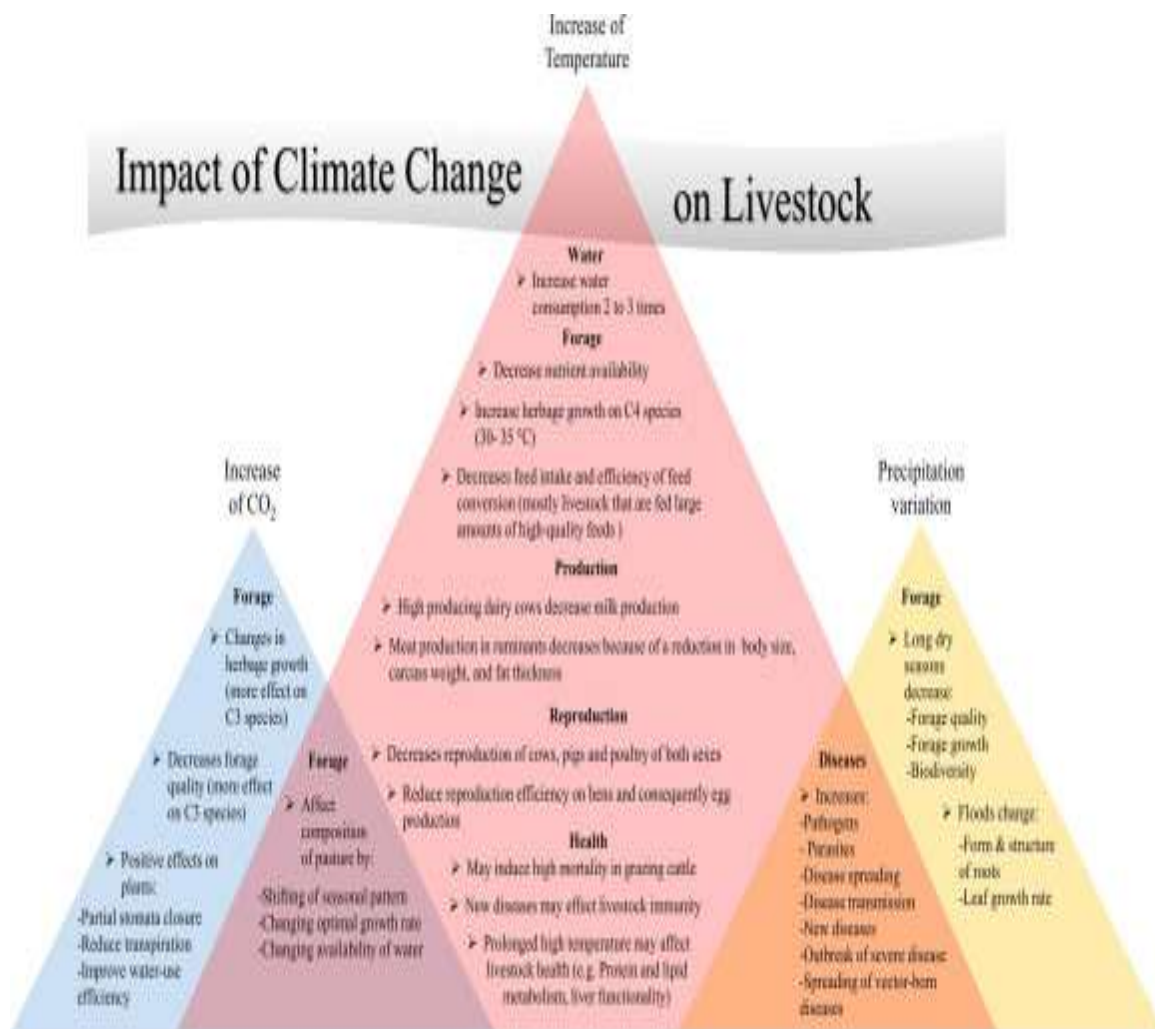 Increase of
Temperature
Impact of Climate Change
on Livestock
Water
➤ Increase water
consumption 2 to 3 times
Forage
➤ Decrease nutrient availability
➤ Increase herbage growth on C4 species
(30- 35 °C)
➤ Decreases feed intake and efficiency of feed
conversion (mostly livestock that are fed large
amounts of high-quality feeds )
Production
➤ High producing dairy cows decrease milk production
➤ Meat production in ruminants decreases because of a reduction in body size,
carcass weight, and fat thickness
Reproduction
➤ Decreases reproduction of cows, pigs and poultry of both sexes
➤ Reduce reproduction efficiency on hens and consequently egg
production
Health
➤ May induce high mortality in grazing cattle
➤ New diseases may effect livestock immunity
➤ Prolonged high temperature may affect
livestock health (e.g. Protein and lipid
metabolism, liver functionality)
Increase
of CO₂
Forage
➤ Changes in
herbage growth
(more effect on
C3 species)
➤ Decreases forage
quality (more effect
on C3 species)
➤ Positive effects on
plants:
-Partial stomata closure
-Reduce transpiration
-Improve water-use
efficiency
Forage
➤ Affect
composition
of pasture by:
-Shifting of seasonal pattern
-Changing optimal growth rate
-Changing availability of water
Precipitation
variation
Forage
➤ Long dry
seasons
decrease:
-Forage quality
-Forage growth
-Biodiversity
➤ Floods change:
-Form & structure
of roots
-Leaf growth rate
Diseases
➤ Increases:
-Pathogens
- Parasites
-Disease spreading
-Disease transmission
-New diseases
-Outbreak of severe disease
-Spreading of vector-born
diseases